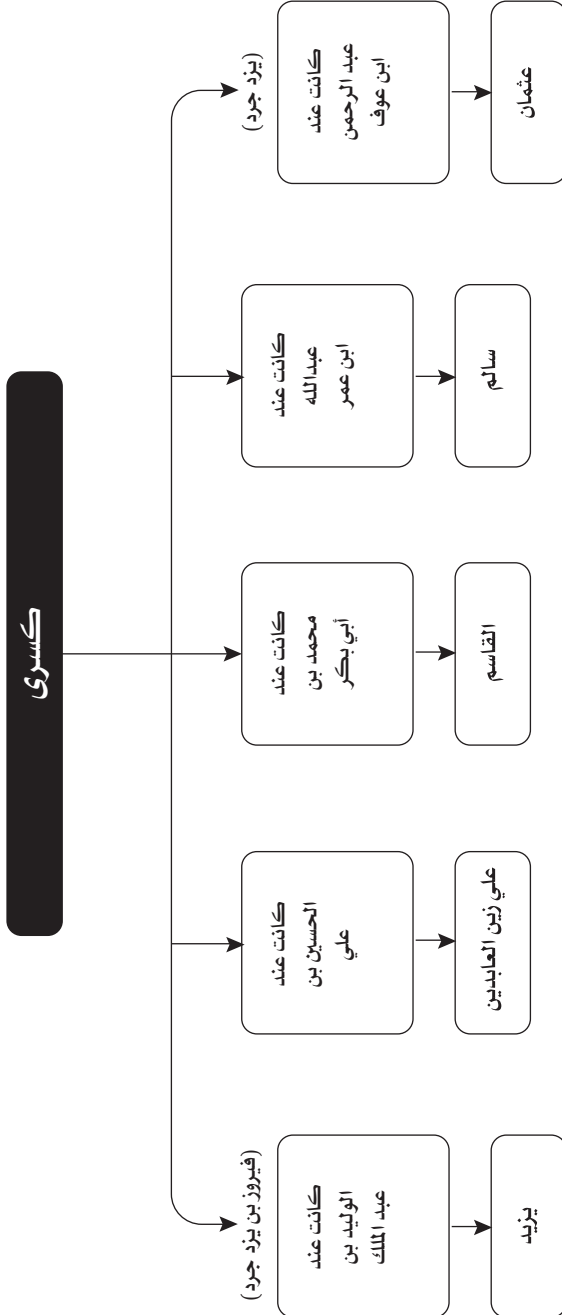 كسرى
(يزد جرد)
كانت عند
عبد الرحمن
ابن عوف
عثمان
كانت عند
عبدالله
ابن عمر
سالم
كانت عند
محمد بن
أبي بكر
القاسم
كانت عند
الحسين بن
علي
علي زين العابدين
(فيروز بن يزد جرد)
كانت عند
الوليد بن
عبد الملك
يزيد